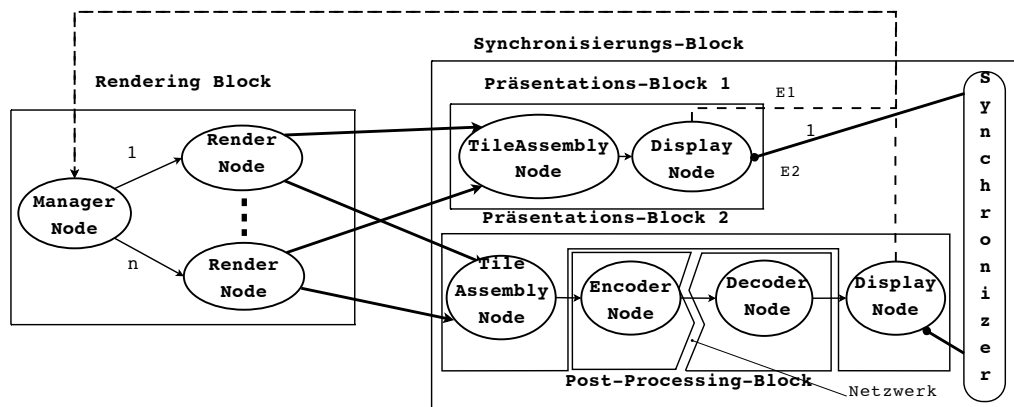 Synchronisierungs-Block
Rendering Block
Präsentations-Block 1
E1
Render
Node
1
TileAssembly
Node
Display
Node
1
E2
Manager
Node
Präsentations-Block 2
n
Render
Node
Tile
Assembly
Node
Encoder
Node
Decoder
Node
Display
Node
Post-Processing-Block
Netzwerk
Synchronizer